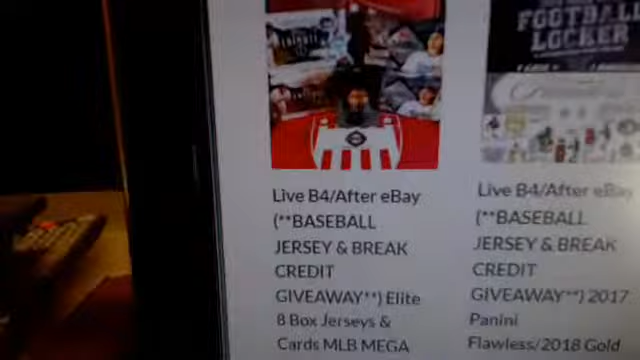 FOOTBALL
LOCKER
Live B4/After eBay
(**BASEBALL
JERSEY & BREAK
CREDIT
GIVEAWAY**) Elite
8 Box Jerseys &
Cards MLB MEGA
Live B4/After eBay
(**BASEBALL
JERSEY & BREAK
CREDIT
GIVEAWAY**) 2017
Panini
Flawless/2018 Gold